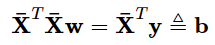 X̄ᵀX̄w = X̄ᵀy ≜ b